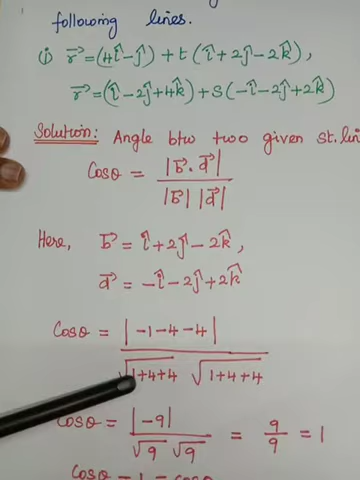 following lines.
(i) r⃗ = (4î - ĵ) + t(î + 2ĵ - 2k̂),
r⃗ = (î - 2ĵ + 4k̂) + s(-î - 2ĵ + 2k̂)
Solution: Angle btw two given st. lin
Cosθ = |b⃗ · d⃗| / |b⃗| |d⃗|
Here, b⃗ = î + 2ĵ - 2k̂,
d⃗ = -î - 2ĵ + 2k̂
Cosθ = |-1-4-4| / √1+4+4 √1+4+4
Cosθ = |-9| / √9 √9 = 9/9 = 1